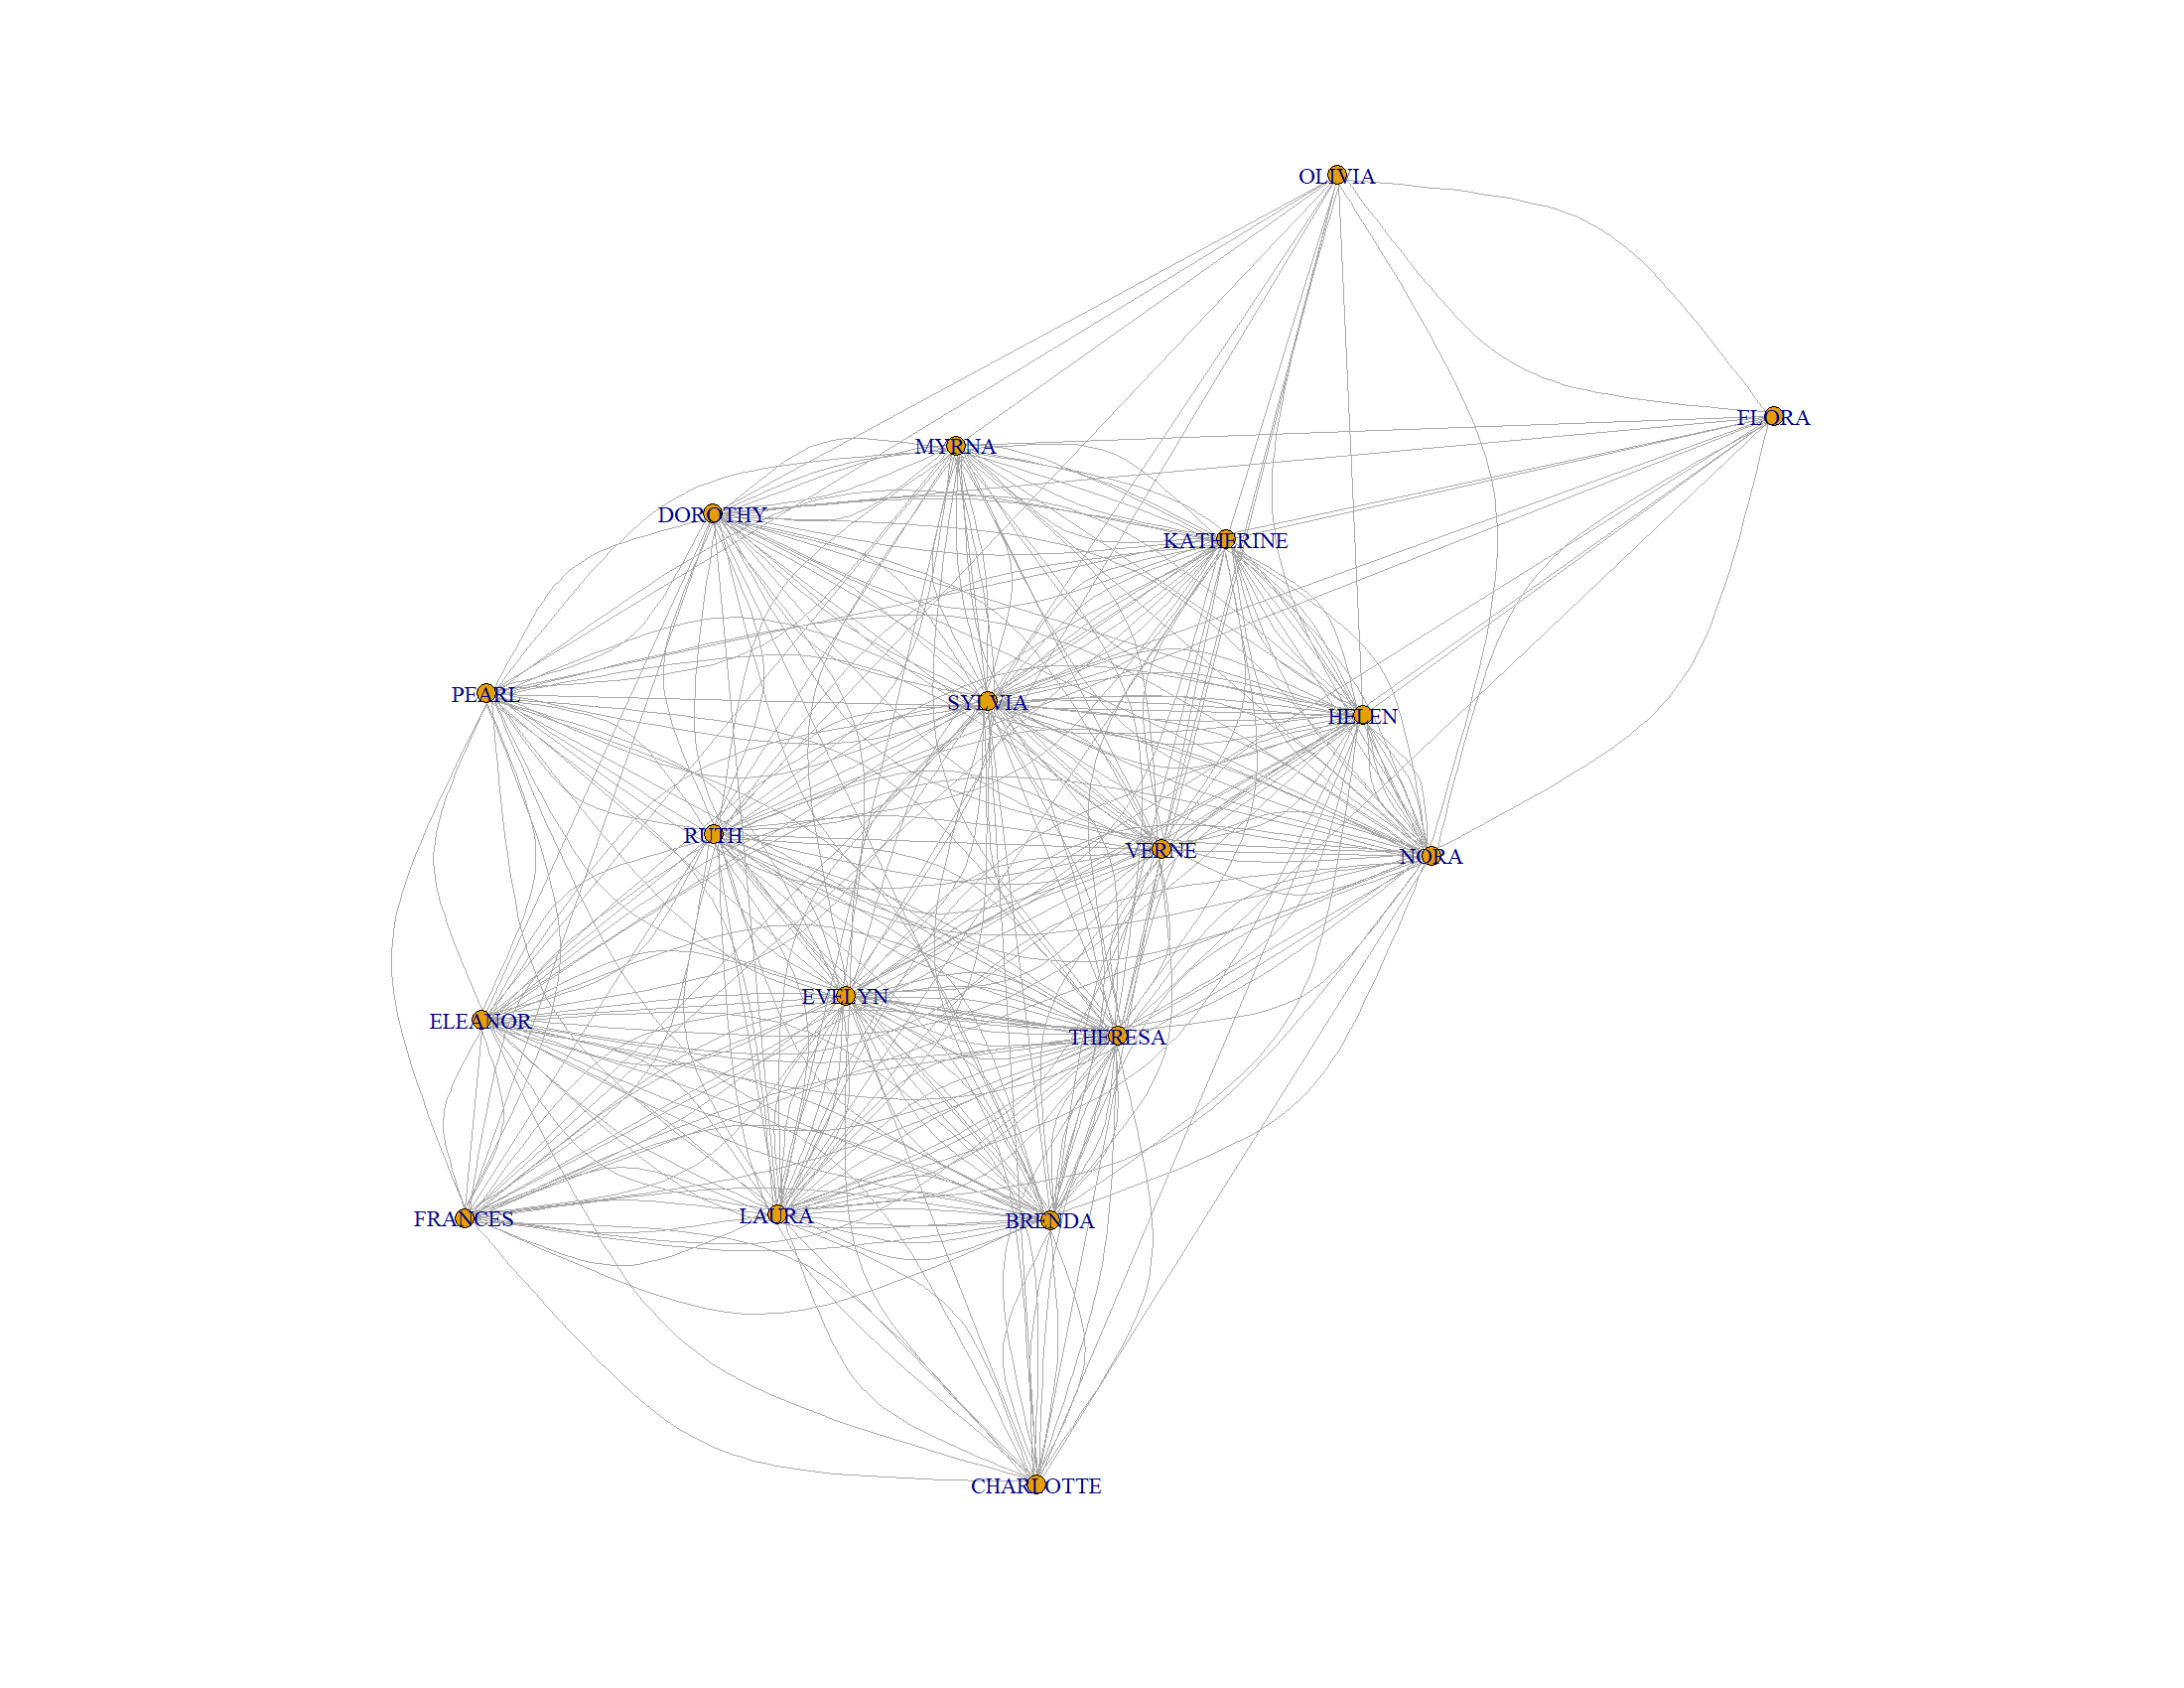 OLIVIA
FLORA
MYRNA
DOROTHY
KATHERINE
PEARL
SYLVIA
HELEN
RUTH
VERNE
NORA
EVELYN
ELEANOR
THERESA
FRANCES
LAURA
BRENDA
CHARLOTTE